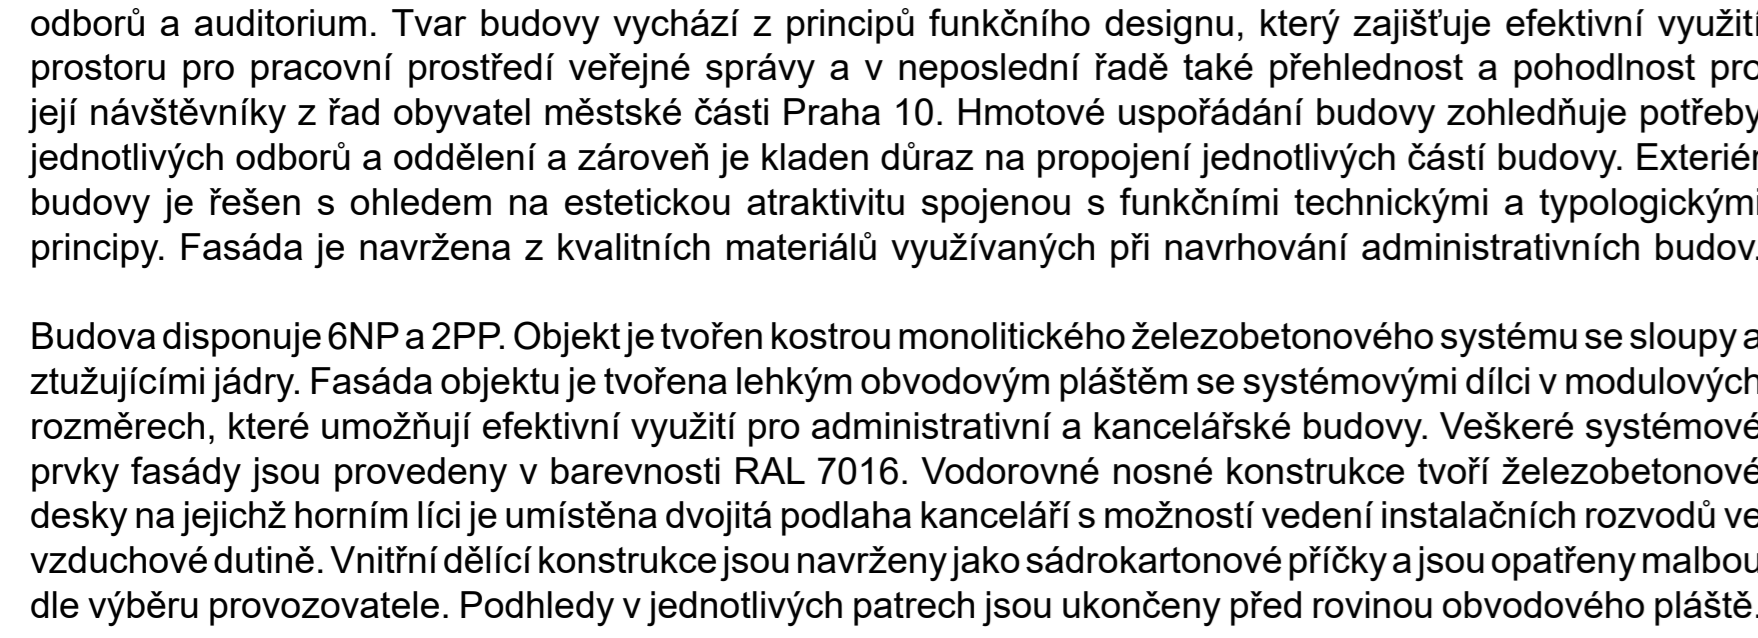 odborů a auditorium. Tvar budovy vychází z principů funkčního designu, který zajišťuje efektivní využití
prostoru pro pracovní prostředí veřejné správy a v neposlední řadě také přehlednost a pohodlnost pro
její návštěvníky z řad obyvatel městské části Praha 10. Hmotové uspořádání budovy zohledňuje potřeby
jednotlivých odborů a oddělení a zároveň je kladen důraz na propojení jednotlivých částí budovy. Exteriér
budovy je řešen s ohledem na estetickou atraktivitu spojenou s funkčními technickými a typologickými
principy. Fasáda je navržena z kvalitních materiálů využívaných při navrhování administrativních budov.
Budova disponuje 6NP a 2PP. Objekt je tvořen kostrou monolitického železobetonového systému se sloupy a
ztužujícími jádry. Fasáda objektu je tvořena lehkým obvodovým pláštěm se systémovými dílci v modulových
rozměrech, které umožňují efektivní využití pro administrativní a kancelářské budovy. Veškeré systémové
prvky fasády jsou provedeny v barevnosti RAL 7016. Vodorovné nosné konstrukce tvoří železobetonové
desky na jejichž horním líci je umístěna dvojitá podlaha kanceláří s možností vedení instalačních rozvodů ve
vzduchové dutině. Vnitřní dělící konstrukce jsou navrženy jako sádrokartonové příčky a jsou opatřeny malbou
dle výběru provozovatele. Podhledy v jednotlivých patrech jsou ukončeny před rovinou obvodového pláště.